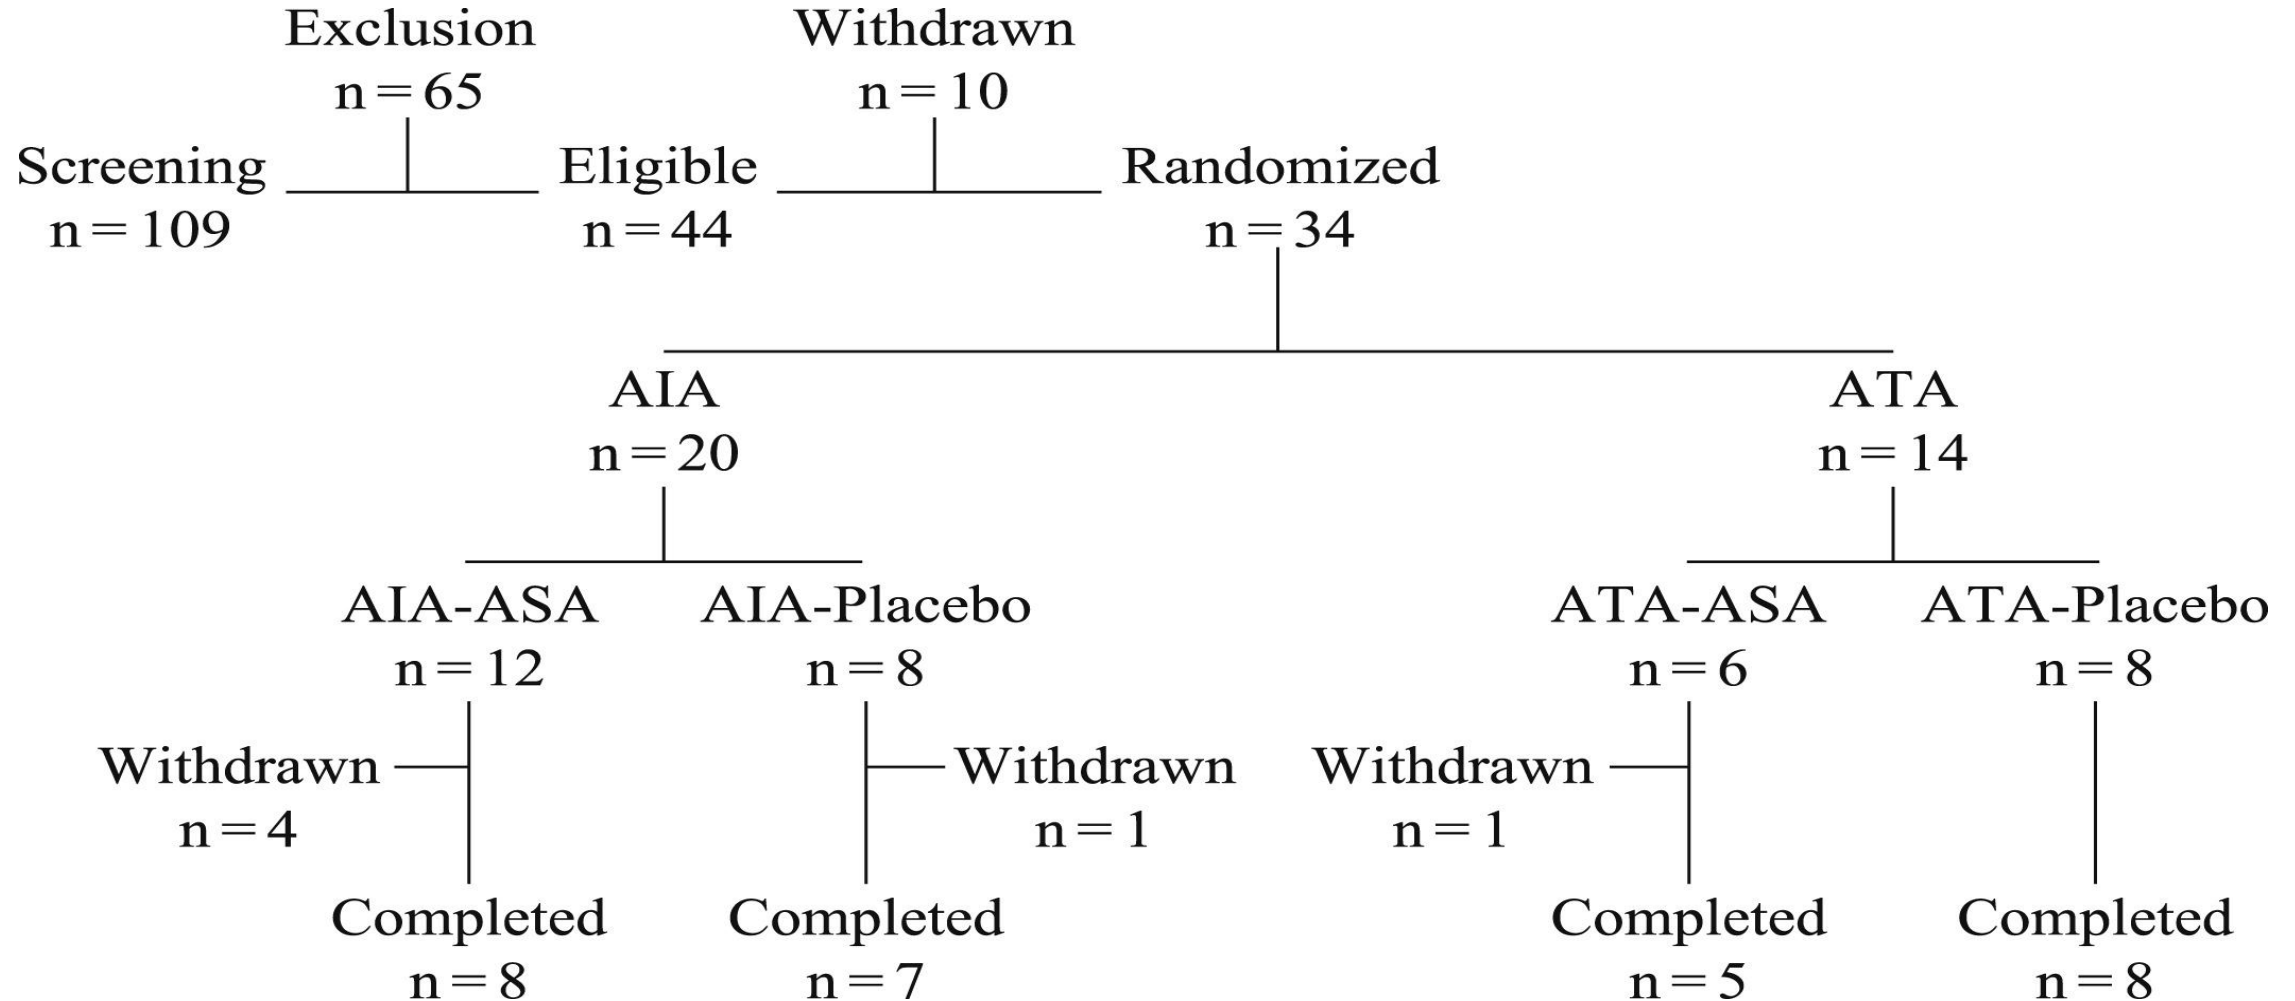 Exclusion
n=65
Withdrawn
n=10
Screening
n=109
Eligible
n=44
Randomized
n=34
AIA
n=20
ATA
n=14
AIA-ASA
n=12
AIA-Placebo
n=8
ATA-ASA
n=6
ATA-Placebo
n=8
Withdrawn
n=4
Withdrawn
n=1
Withdrawn
n=1
Completed
n=8
Completed
n=7
Completed
n=5
Completed
n=8